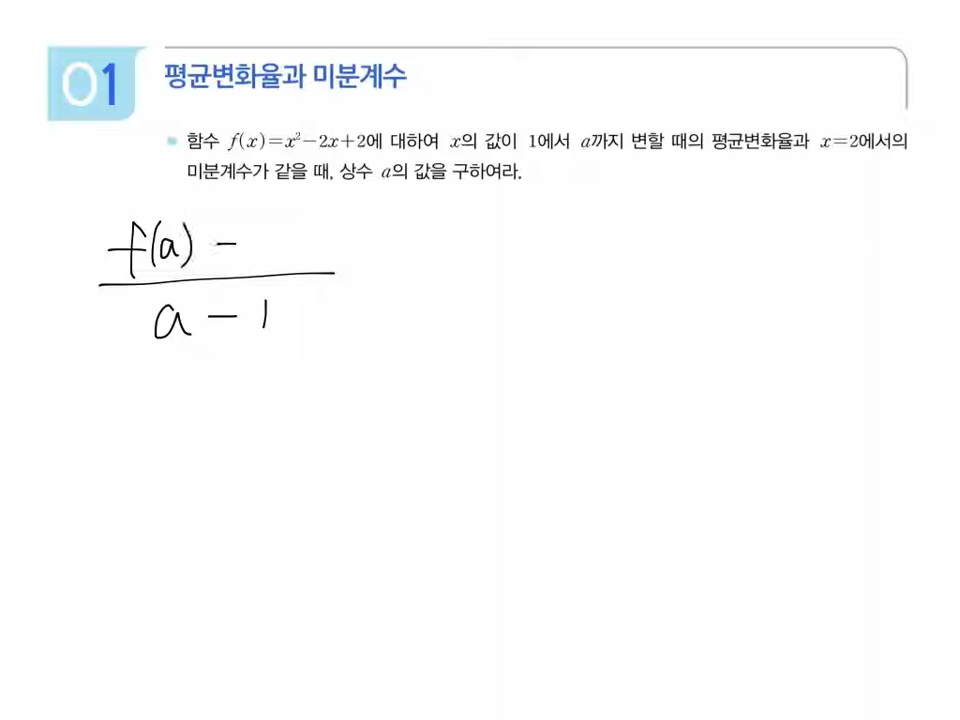 01 평균변화율과 미분계수
함수 f(x)=x²-2x+2에 대하여 x의 값이 1에서 a까지 변할 때의 평균변화율과 x=2에서의
미분계수가 같을 때, 상수 a의 값을 구하여라.
f(a) -
a - 1